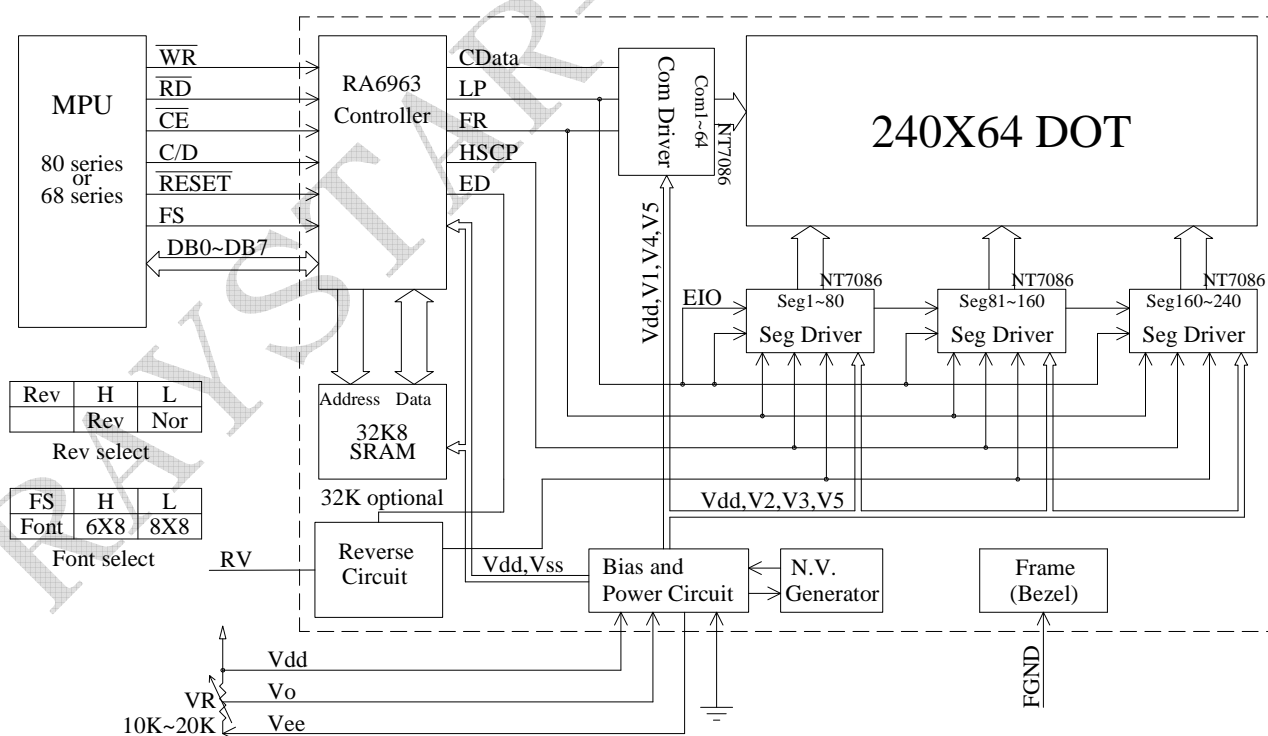 MPU
80 series
or
68 series
WR
RD
CE
C/D
RESET
FS
DB0~DB7
RA6963
Controller
CData
LP
FR
HSCP
ED
Com Driver
Com1~64
NT7086
240X64 DOT
Vdd,V1,V4,V5
EIO
NT7086
Seg1~80
Seg Driver
NT7086
Seg81~160
Seg Driver
NT7086
Seg160~240
Seg Driver
Address Data
32K8
SRAM
32K optional
Rev H L
Rev Nor
Rev select
FS H L
Font 6X8 8X8
Font select
RV
Reverse
Circuit
Vdd,Vss
Vdd,V2,V3,V5
Bias and
Power Circuit
N.V.
Generator
Frame
(Bezel)
FGND
Vdd
Vo
Vee
VR
10K~20K
RAYSTAR